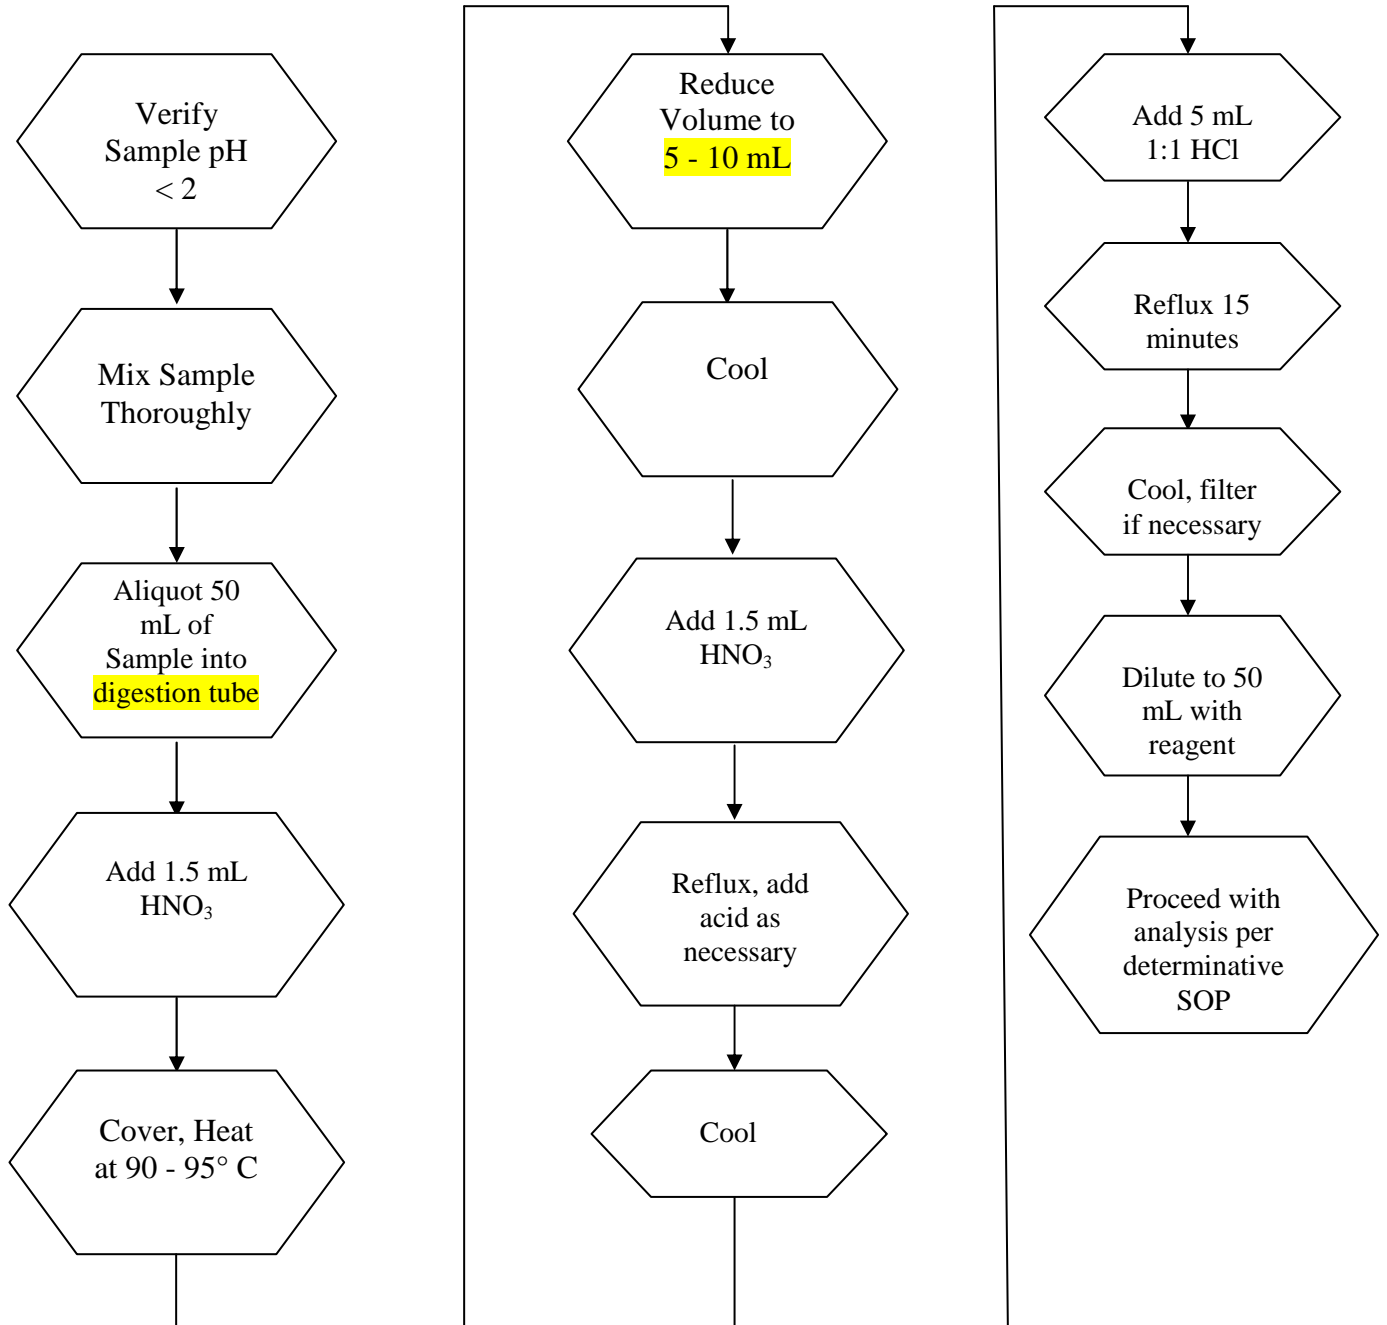 Verify
Sample pH
< 2
Mix Sample
Thoroughly
Aliquot 50
mL of
Sample into
digestion tube
Add 1.5 mL
HNO₃
Cover, Heat
at 90 - 95° C
Reduce
Volume to
5 - 10 mL
Cool
Add 1.5 mL
HNO₃
Reflux, add
acid as
necessary
Cool
Add 5 mL
1:1 HCl
Reflux 15
minutes
Cool, filter
if necessary
Dilute to 50
mL with
reagent
Proceed with
analysis per
determinative
SOP